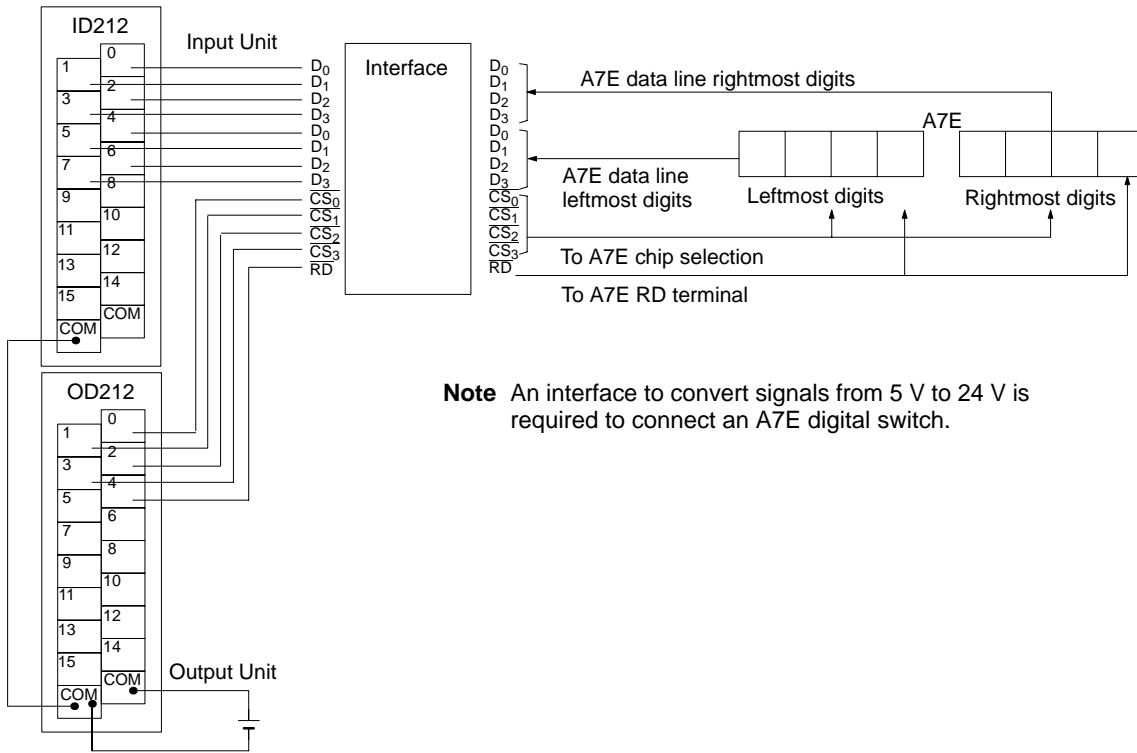 ID212
Input Unit
0
1
2
3
4
5
6
7
8
9
10
11
12
13
14
15
COM
COM
D0
D1
D2
D3
D0
D1
D2
D3
CS0
CS1
CS2
CS3
RD
Interface
D0
D1
D2
D3
D0
D1
D2
D3
CS0
CS1
CS2
CS3
RD
A7E data line rightmost digits
A7E
A7E data line
leftmost digits
Leftmost digits
Rightmost digits
To A7E chip selection
To A7E RD terminal
Note An interface to convert signals from 5 V to 24 V is
required to connect an A7E digital switch.
OD212
0
1
2
3
4
5
6
7
8
9
10
11
12
13
14
15
COM
COM
Output Unit